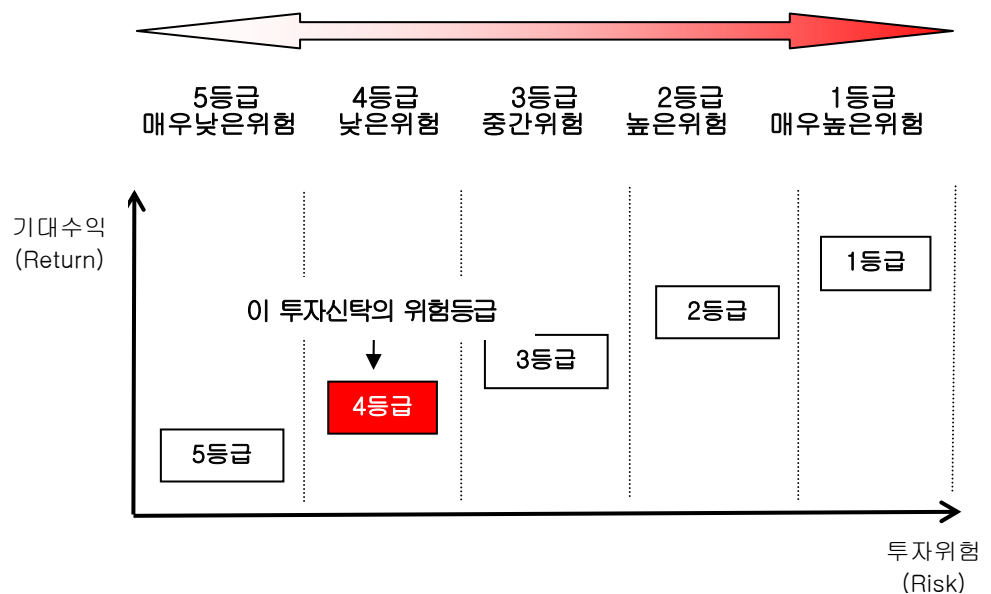 5등급
매우낮은위험
4등급
낮은위험
3등급
중간위험
2등급
높은위험
1등급
매우높은위험
기대수익
(Return)
1등급
2등급
이 투자신탁의 위험등급
3등급
4등급
5등급
투자위험
(Risk)